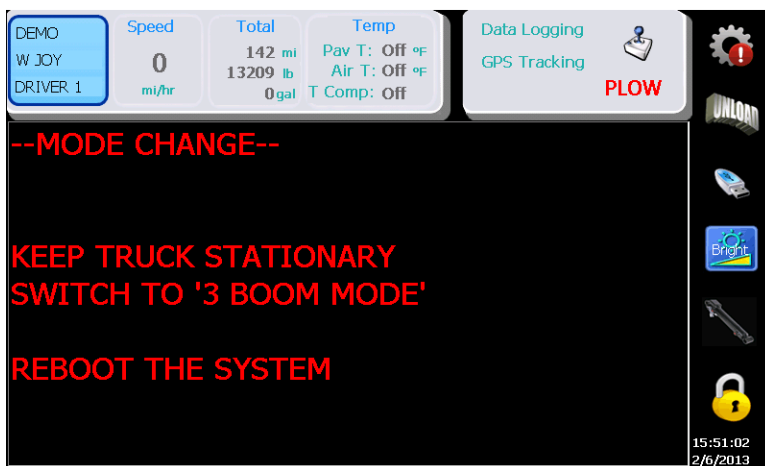 DEMO
W JOY
DRIVER 1
Speed
0
mi/hr
Total
142 mi
13209 lb
0 gal
Temp
Pav T: Off °F
Air T: Off °F
T Comp: Off
Data Logging
GPS Tracking
PLOW
UNLOAD
--MODE CHANGE--
KEEP TRUCK STATIONARY
SWITCH TO '3 BOOM MODE'
REBOOT THE SYSTEM
Bright
15:51:02
2/6/2013